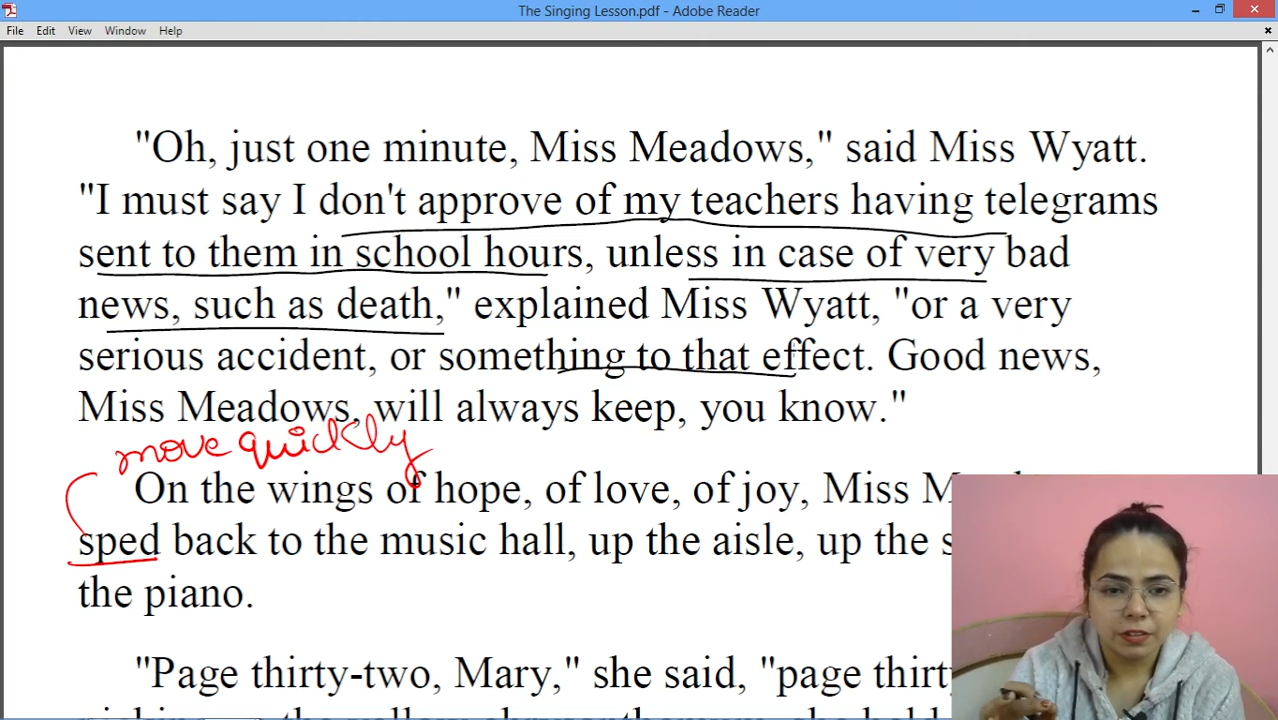 The Singing Lesson.pdf - Adobe Reader
File Edit View Window Help
"Oh, just one minute, Miss Meadows," said Miss Wyatt.
"I must say I don't approve of my teachers having telegrams
sent to them in school hours, unless in case of very bad
news, such as death," explained Miss Wyatt, "or a very
serious accident, or something to that effect. Good news,
Miss Meadows, will always keep, you know."
move quickly
On the wings of hope, of love, of joy, Miss
sped back to the music hall, up the aisle, up the
the piano.
"Page thirty-two, Mary," she said, "page
the yellow chrysanthemum, she held